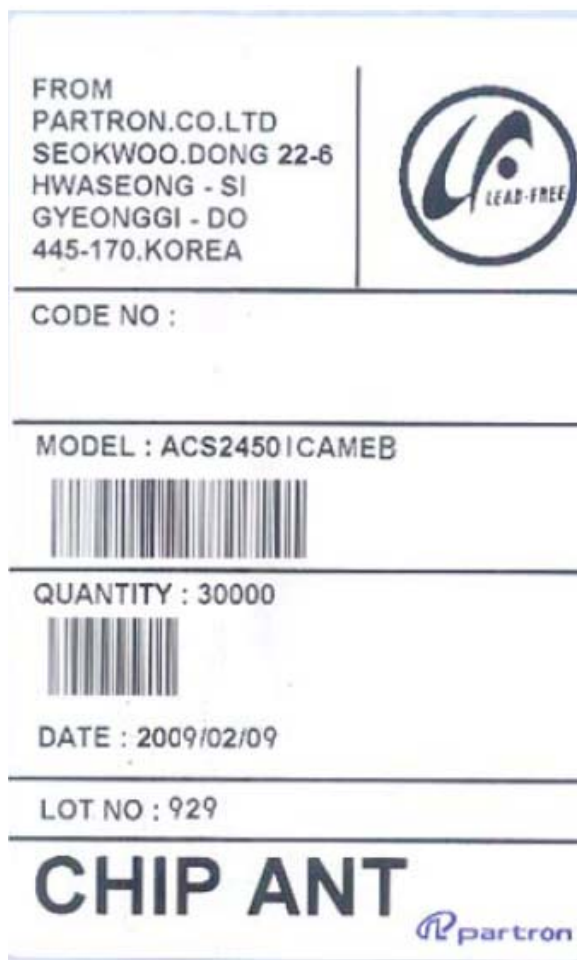 FROM
PARTRON.CO.LTD
SEOKWOO.DONG 22-6
HWASEONG - SI
GYEONGGI - DO
445-170.KOREA
LEAD-FREE
CODE NO :
MODEL : ACS2450ICAMEB
QUANTITY : 30000
DATE : 2009/02/09
LOT NO : 929
CHIP ANT
partron